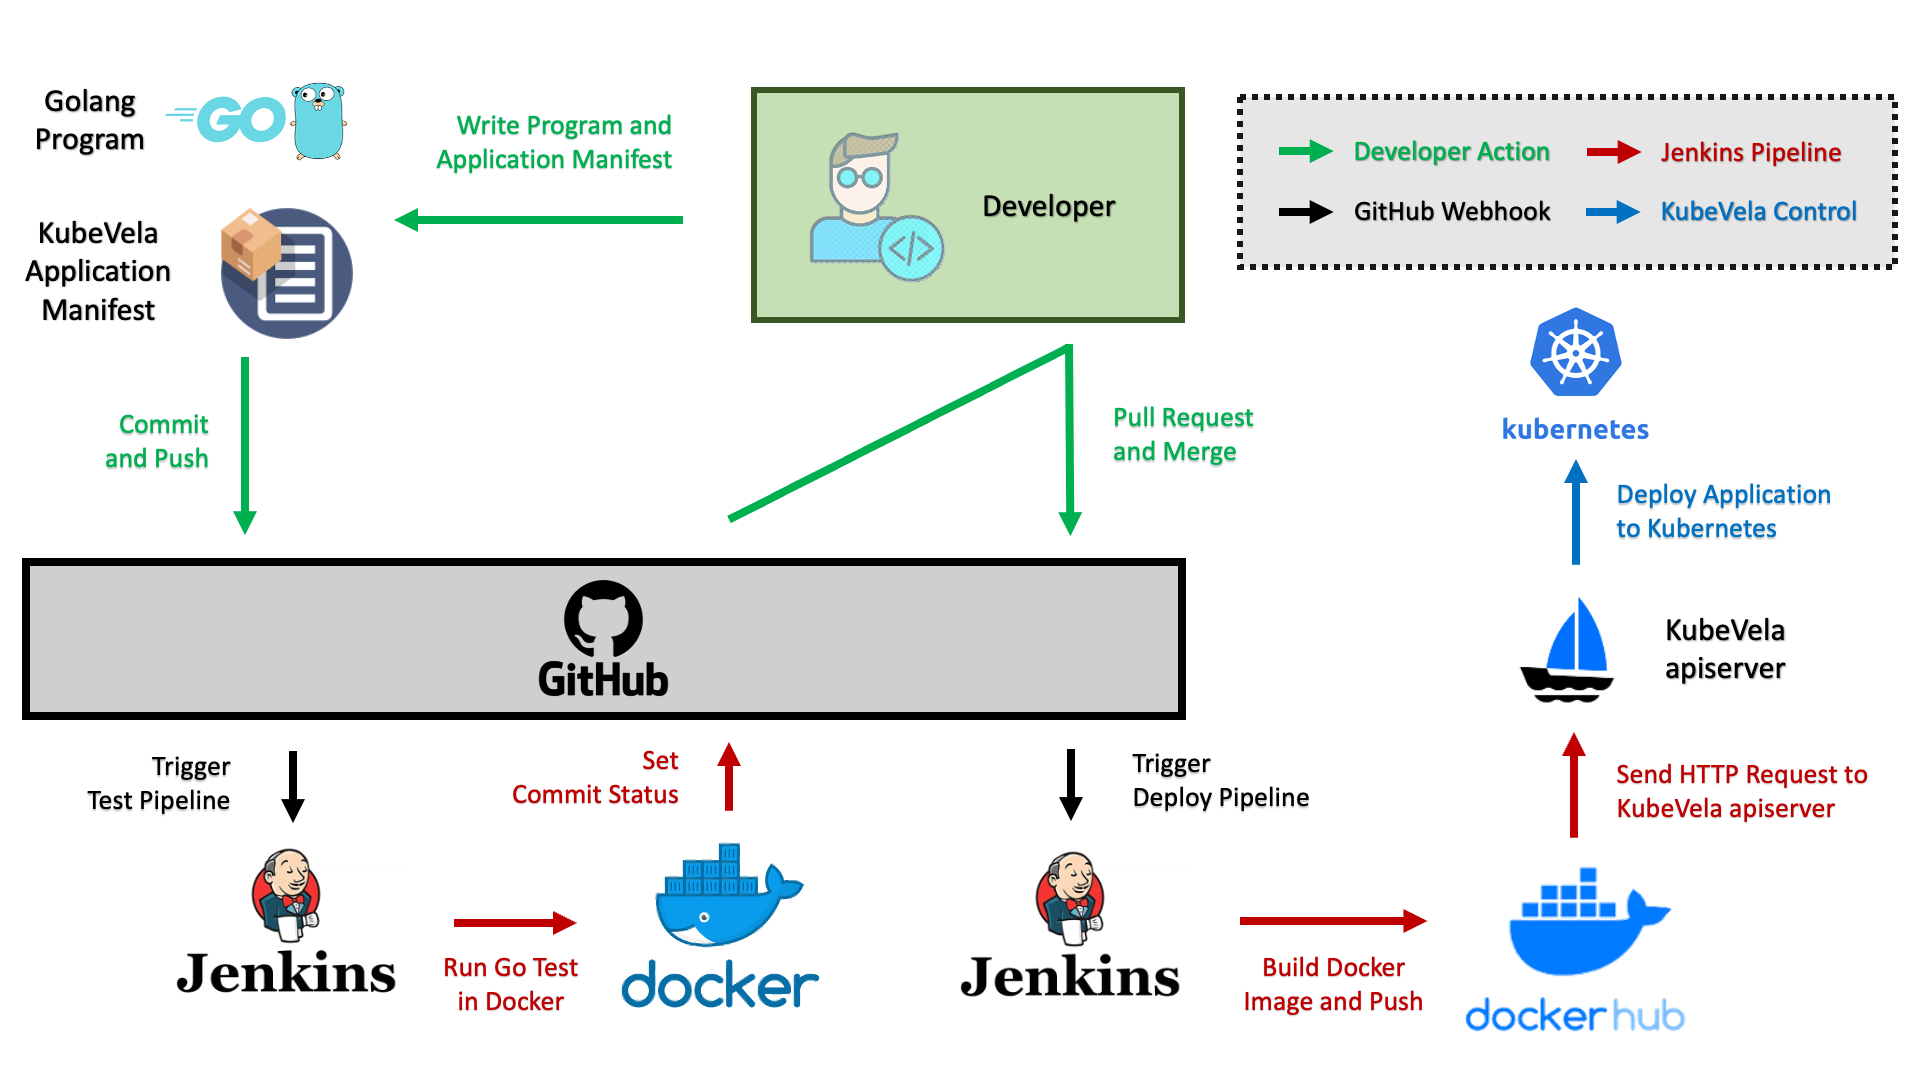 Golang
Program
GO
Write Program and
Application Manifest
Developer
Developer Action
Jenkins Pipeline
GitHub Webhook
KubeVela Control
KubeVela
Application
Manifest
</>
kubernetes
Commit
and Push
Pull Request
and Merge
Deploy Application
to Kubernetes
GitHub
KubeVela
apiserver
Trigger
Test Pipeline
Set
Commit Status
Trigger
Deploy Pipeline
Send HTTP Request to
KubeVela apiserver
Jenkins
Run Go Test
in Docker
docker
Jenkins
Build Docker
Image and Push
dockerhub